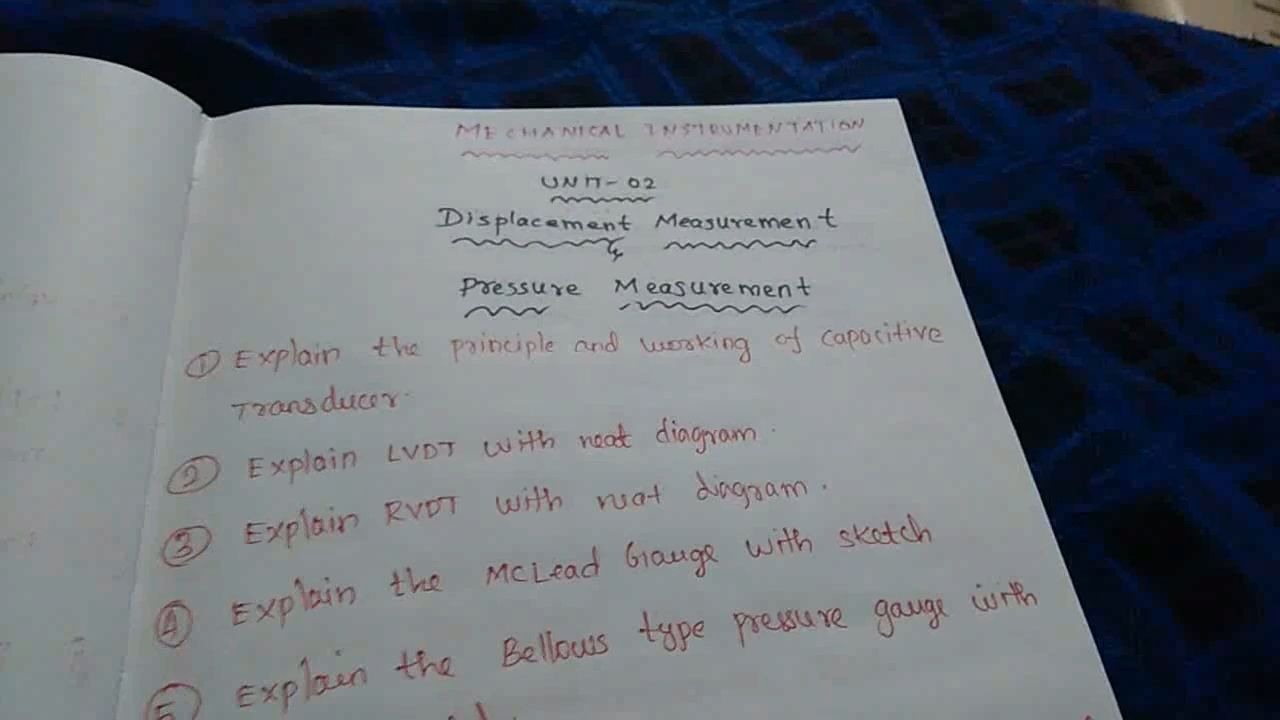 MECHANICAL INSTRUMENTATION
UNIT-02
Displacement Measurement
&
Pressure Measurement
① Explain the principle and working of capocitive
Transducer.
② Explain LVDT with neat diagram.
③ Explain RVDT with neat diagram.
④ Explain the McLead Gauge with sketch
⑤ Explain the Bellows type pressure gauge with